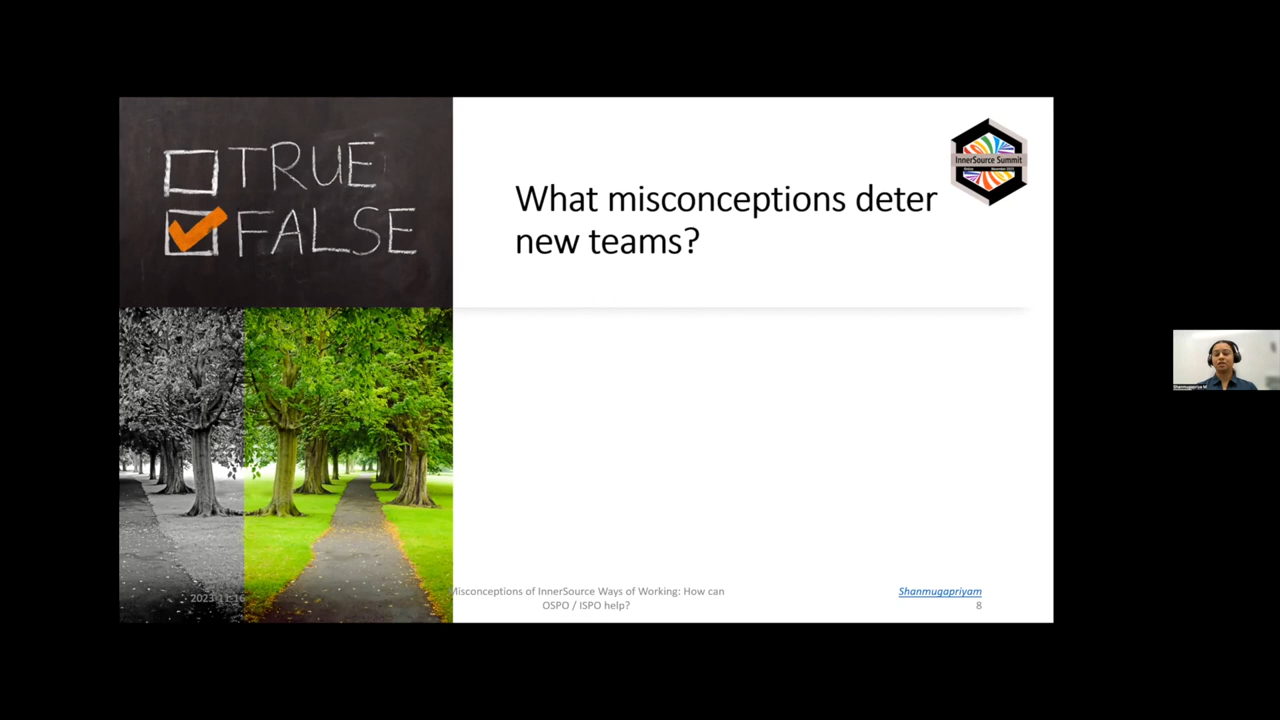 TRUE
FALSE
InnerSource Summit
What misconceptions deter
new teams?
2023-11-16
Misconceptions of InnerSource Ways of Working: How can
OSPO / ISPO help?
Shanmugapriyam
8
Shanmugapriya M